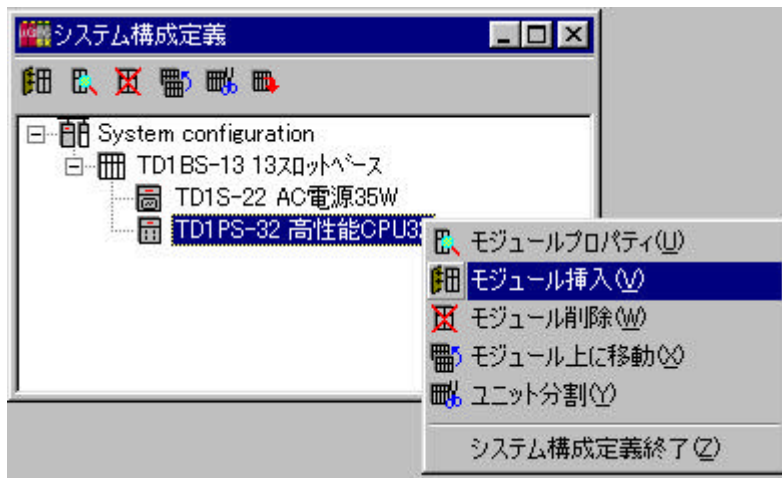 システム構成定義
System configuration
TD1BS-13 13スロットベース
TD1S-22 AC電源35W
TD1PS-32 高性能CPU3
モジュールプロパティ(U)
モジュール挿入(V)
モジュール削除(W)
モジュール上に移動(X)
ユニット分割(Y)
システム構成定義終了(Z)